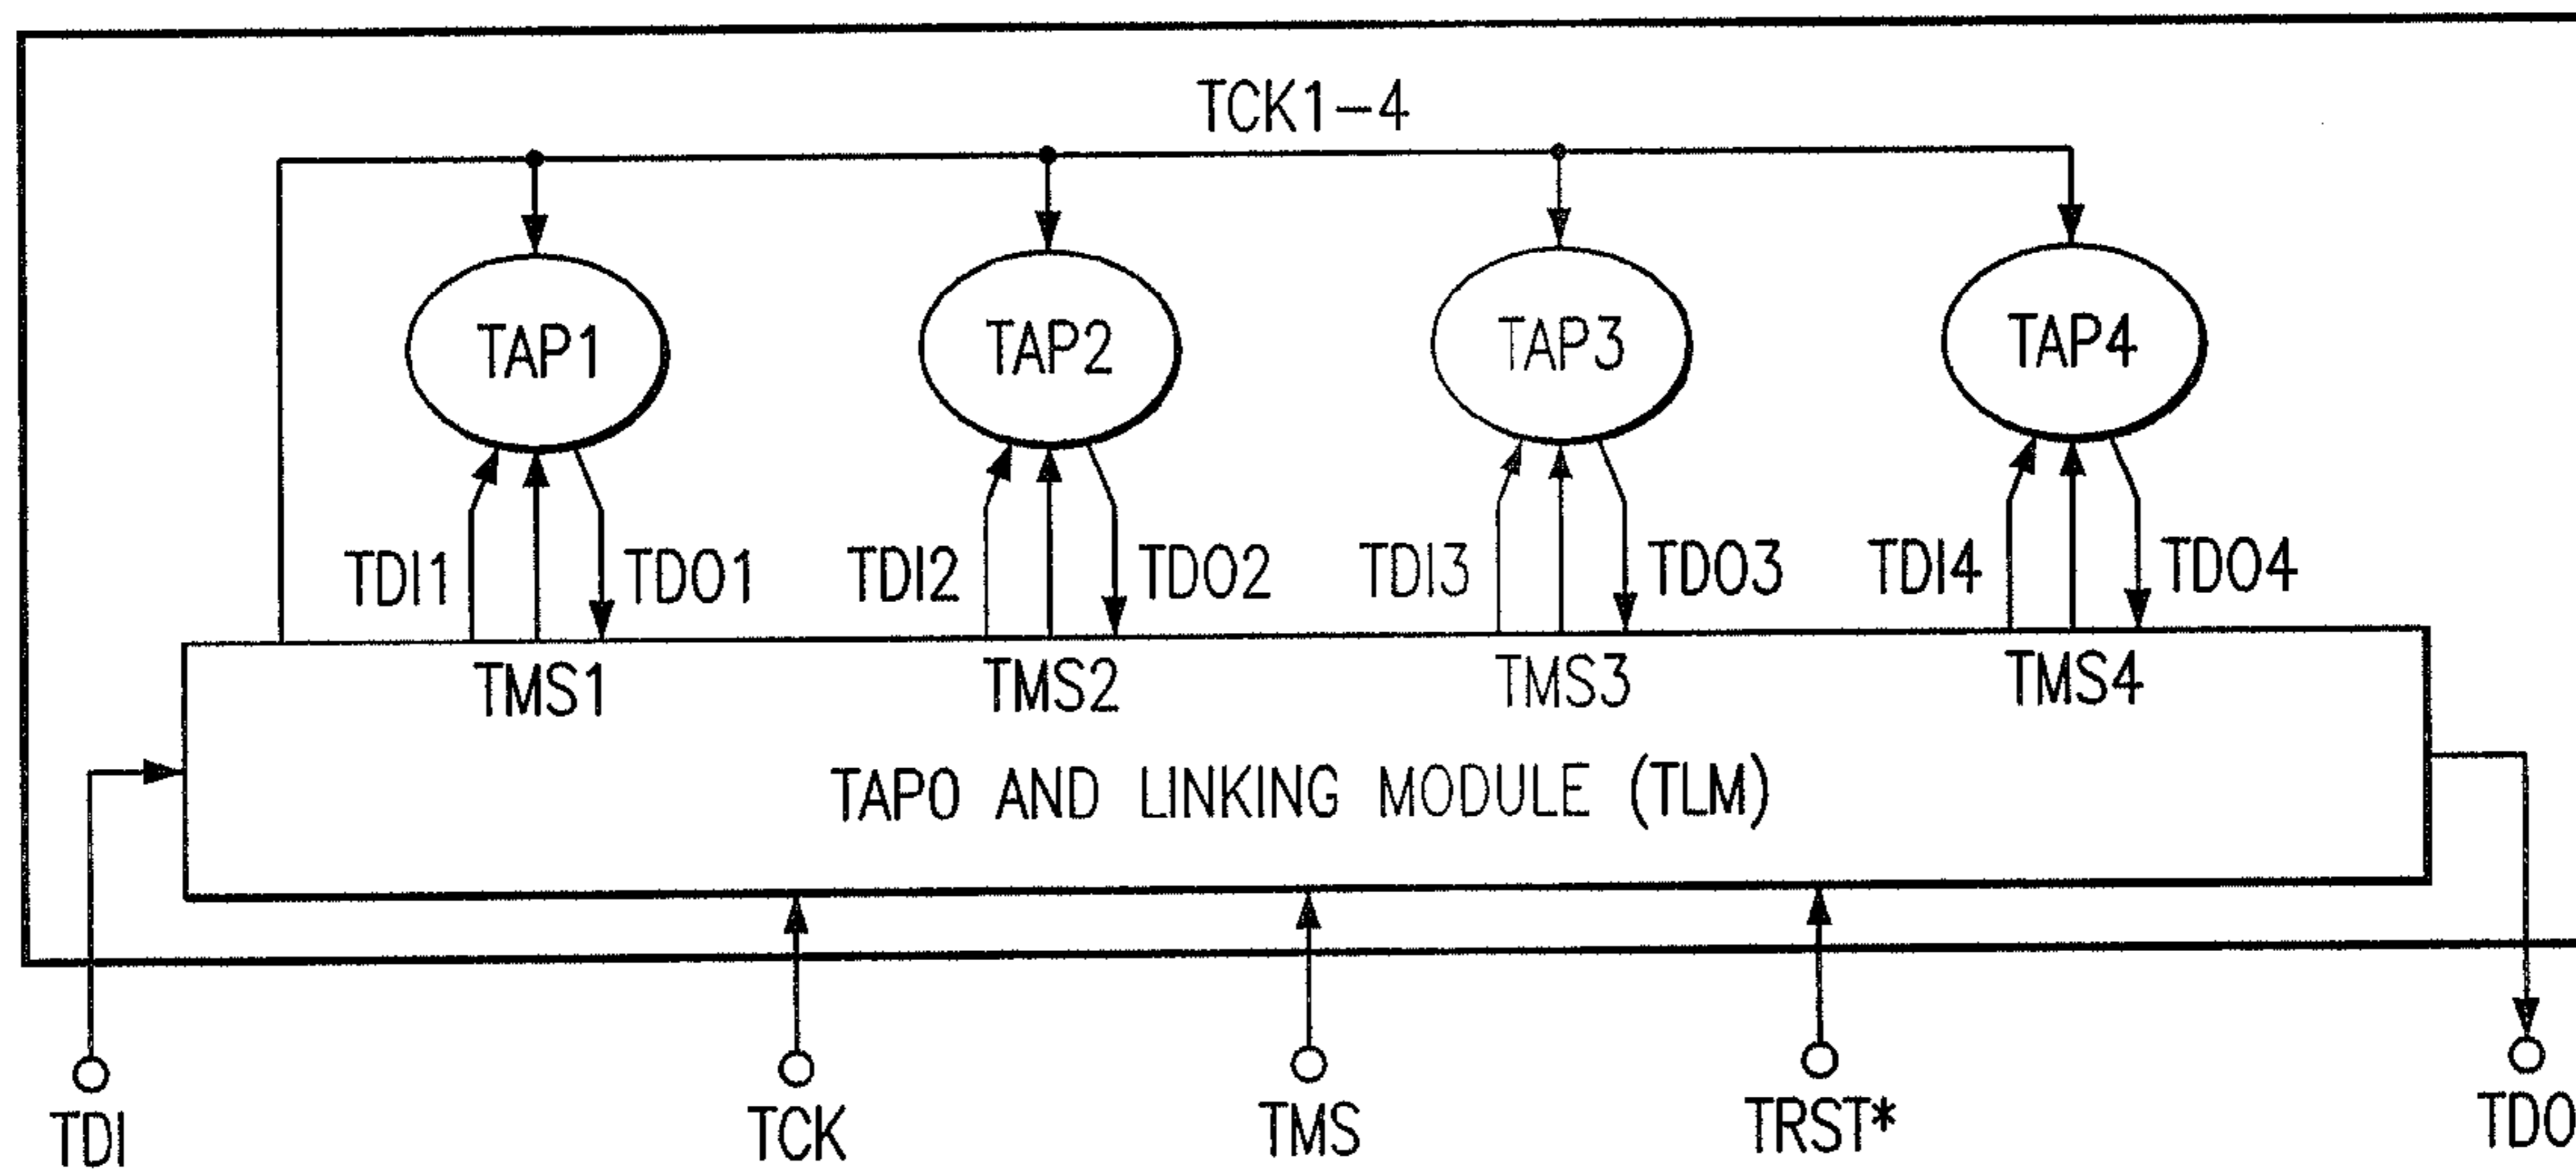 TCK1-4
TAP1 TAP2 TAP3 TAP4
TDI1 TDO1 TDI2 TDO2 TDI3 TDO3 TDI4 TDO4
TMS1 TMS2 TMS3 TMS4
TAP0 AND LINKING MODULE (TLM)
TDI TCK TMS TRST* TDO